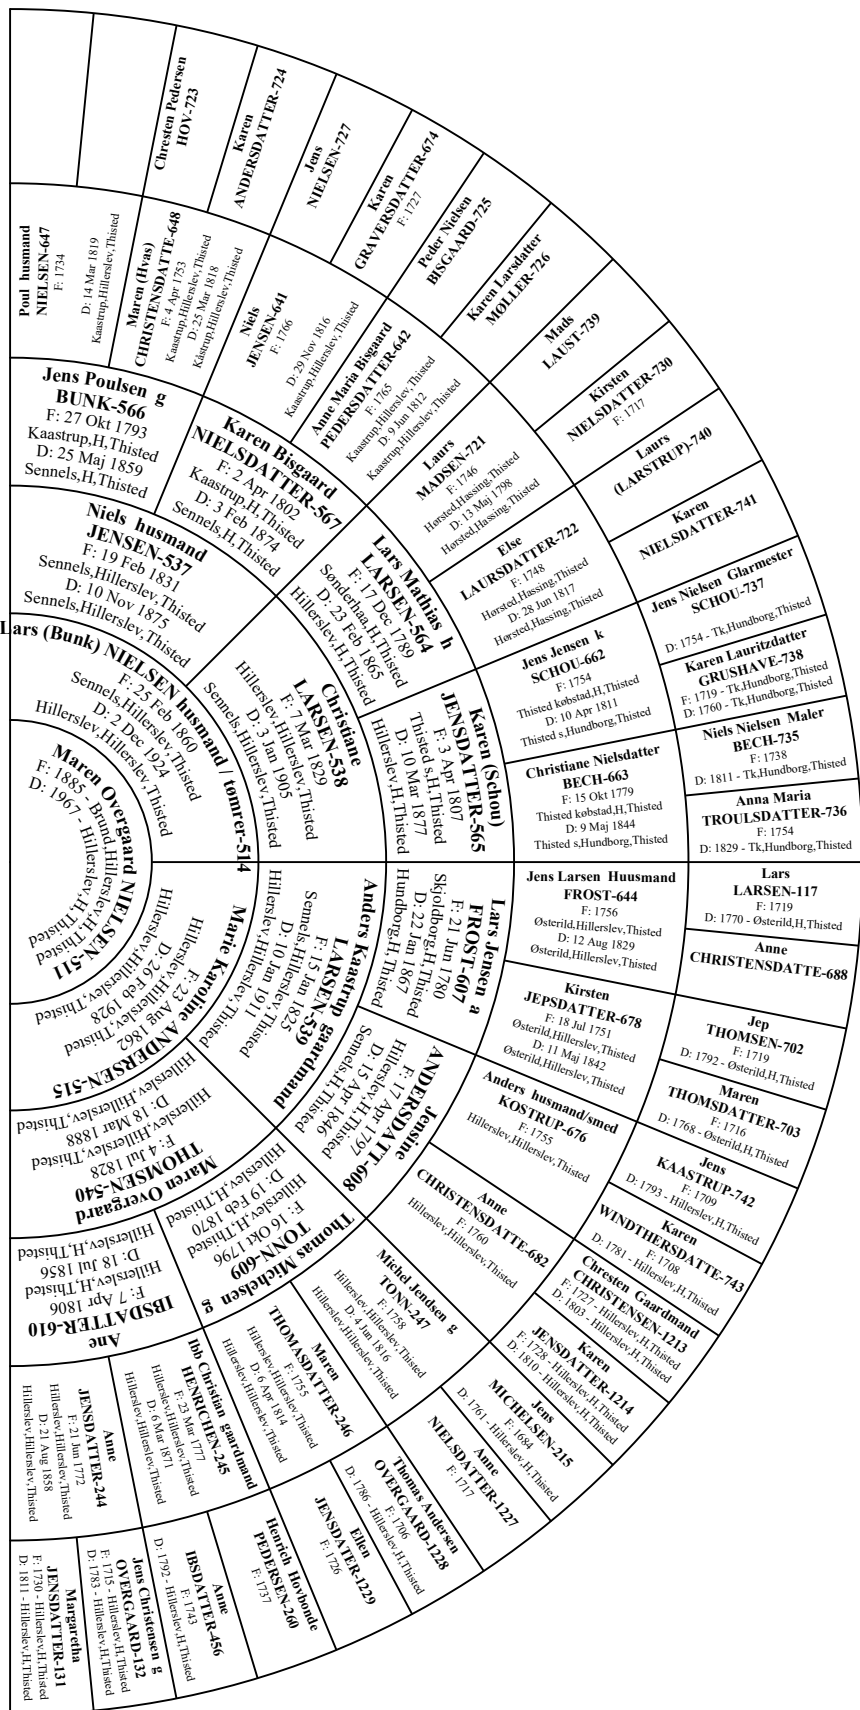 Maren Overgaard NIELSEN-511
F: 1885 - Brund,Hillerslev,H,Thisted
D: 1967 - Hillerslev,H,Thisted
Lars (Bunk) NIELSEN husmand / tømrer-514
F: 25 Feb 1860
Sennels,Hillerslev,Thisted
D: 2 Dec 1924
Hillerslev,Hillerslev,Thisted
Marie Karoline ANDERSEN-515
F: 23 Aug 1862
Hillerslev,Hillerslev,Thisted
D: 26 Feb 1928
Hillerslev,Hillerslev,Thisted
Niels husmand
JENSEN-537
F: 19 Feb 1831
Sennels,Hillerslev,Thisted
D: 10 Nov 1875
Sennels,Hillerslev,Thisted
Christiane
LARSEN-538
F: 7 Mar 1829
Hillerslev,Hillerslev,Thisted
D: 3 Jan 1905
Sennels,Hillerslev,Thisted
Anders Kaastrup gaardmand
LARSEN-539
F: 15 Jan 1825
Sennels,Hillerslev,Thisted
D: 10 Jan 1911
Hillerslev,Hillerslev,Thisted
Maren Overgaard
THOMSEN-540
F: 4 Jul 1828
Hillerslev,Hillerslev,Thisted
D: 18 Mar 1888
Hillerslev,Hillerslev,Thisted
Jens Poulsen g
BUNK-566
F: 27 Okt 1793
Kaastrup,H,Thisted
D: 25 Maj 1859
Sennels,H,Thisted
Karen Bisgaard
NIELSDATTER-567
F: 2 Apr 1802
Kaastrup,H,Thisted
D: 3 Feb 1874
Sennels,H,Thisted
Lars Mathias h
LARSEN-564
F: 17 Dec 1789
Sønderhaa,H,Thisted
D: 23 Feb 1865
Hillerslev,H,Thisted
Karen (Schou)
JENSDATTER-565
F: 3 Apr 1807
Thisted s,H,Thisted
D: 10 Mar 1877
Hillerslev,H,Thisted
Lars Jensen a
FROST-607
F: 21 Jun 1780
Skjoldborg,H,Thisted
D: 22 Jan 1867
Hundborg,H, Thisted
Jensine
ANDERSDATT-608
F: 17 Apr 1797
Hillerslev,H,Thisted
D: 15 Apr 1846
Sennels,H,Thisted
Thomas Michelsen gg
TONN-609
F: 16 Okt 1796
Hillerslev,H,Thisted
D: 19 Feb 1870
Hillerslev,H,Thisted
Ane
IBSDATTER-610
F: 7 Apr 1806
Hillerslev,H,Thisted
D: 18 Jul 1856
Hillerslev,H,Thisted
Poul husmand
NIELSEN-647
F: 1734
D: 14 Mar 1819
Kaastrup,Hillerslev,Thisted
Maren (Hvas)
CHRISTENSDATTE-648
F: 4 Apr 1753
Kaastrup,Hillerslev,Thisted
D: 25 Mar 1818
Kåstrup,Hillerslev,Thisted
Niels
JENSEN-641
F: 1766
D: 29 Nov 1816
Kaastrup,Hillerslev,Thisted
Anne Maria Bisgaard
PEDERSDATTER-642
F: 1765
Kaastrup,Hillerslev,Thisted
D: 9 Jun 1812
Kaastrup,Hillerslev,Thisted
Laurs
MADSEN-721
F: 1746
Hørsted,Hassing,Thisted
D: 13 Maj 1798
Hørsted,Hassing,Thisted
Else
LAURSDATTER-722
F: 1748
Hørsted,Hassing,Thisted
D: 28 Jun 1817
Hørsted,Hassing,Thisted
Jens Jensen k
SCHOU-662
F: 1754
Thisted købstad,H,Thisted
D: 10 Apr 1811
Thisted s,Hundborg,Thisted
Christiane Nielsdatter
BECH-663
F: 15 Okt 1779
Thisted købstad,H,Thisted
D: 9 Maj 1844
Thisted s,Hundborg,Thisted
Jens Larsen Huusmand
FROST-644
F: 1756
Østerild,Hillerslev,Thisted
D: 12 Aug 1829
Østerild,Hillerslev,Thisted
Kirsten
JEPSDATTER-678
F: 18 Jul 1751
Østerild,Hillerslev,Thisted
D: 11 Maj 1842
Østerild,Hillerslev,Thisted
Anders husmand/smed
KOSTRUP-676
F: 1755
Hillerslev,Hillerslev,Thisted
Anne
CHRISTENSDATTE-682
F: 1760
Hillerslev,Hillerslev,Thisted
Michel Jendsen g
TONN-247
F: 1758
Hillerslev,Hillerslev,Thisted
D: 4 Jun 1816
Hillerslev,Hillerslev,Thisted
Maren
THOMASDATTER-246
F: 1755
Hillerslev,Hillerslev,Thisted
D: 6 Apr 1814
Hillerslev,Hillerslev,Thisted
Ibb Christian gaardmand
HENRICHEN-245
F: 23 Mar 1777
Hillerslev,Hillerslev,Thisted
D: 6 Mar 1871
Hillerslev,Hillerslev,Thisted
Anne
JENSDATTER-244
F: 21 Jun 1772
Hillerslev,Hillerslev,Thisted
D: 21 Aug 1858
Hillerslev,Hillerslev,Thisted
Chresten Pedersen
HOV-723
Karen
ANDERSDATTER-724
Jens
NIELSEN-727
Karen
GRAVERSDATTER-674
F: 1727
Peder Nielsen
BISGAARD-725
Karen Larsdatter
MØLLER-726
Mads
LAUST-739
Kirsten
NIELSDATTER-730
F: 1717
Laurs
(LARSTRUP)-740
Karen
NIELSDATTER-741
Jens Nielsen Glarmester
SCHOU-737
D: 1754 - Tk,Hundborg,Thisted
Karen Lauritzdatter
GRUSHAVE-738
F: 1719 - Tk,Hundborg,Thisted
D: 1760 - Tk,Hundborg,Thisted
Niels Nielsen Maler
BECH-735
F: 1738
D: 1811 - Tk,Hundborg,Thisted
Anna Maria
TROULSDATTER-736
F: 1754
D: 1829 - Tk,Hundborg,Thisted
Lars
LARSEN-117
F: 1719
D: 1770 - Østerild,H,Thisted
Anne
CHRISTENSDATTE-688
Jep
THOMSEN-702
F: 1719
D: 1792 - Østerild,H,Thisted
Maren
THOMSDATTER-703
F: 1716
D: 1768 - Østerild,H,Thisted
Jens
KAASTRUP-742
F: 1709
D: 1793 - Hillerslev,H,Thisted
Karen
WINDTHERSDATTE-743
F: 1708
D: 1781 - Hillerslev,H,Thisted
Chresten Gaardmand
CHRISTENSEN-1213
F: 1727 - Hillerslev,H,Thisted
D: 1803 - Hillerslev,H,Thisted
Karen
JENSDATTER-1214
F: 1728 - Hillerslev,H,Thisted
D: 1810 - Hillerslev,H,Thisted
Jens
MICHELSEN-215
F: 1684
D: 1761 - Hillerslev,H,Thisted
Anne
NIELSDATTER-1227
F: 1717
Thomas Andersen
OVERGAARD-1228
F: 1706
D: 1786 - Hillerslev,H,Thisted
Ellen
JENSDATER-1229
F: 1726
Henrich Hovbonde
PEDERSEN-260
F: 1737
Anne
IBSDATTER-456
F: 1743
D: 1792 - Hillerslev,H,Thisted
Jens Christensen g
OVERGAARD-132
F: 1715 - Hillerslev,H,Thisted
D: 1783 - Hillerslev,H,Thisted
Margaretha
JENSDATTER-131
F: 1730 - Hillerslev,H,Thisted
D: 1811 - Hillerslev,H,Thisted